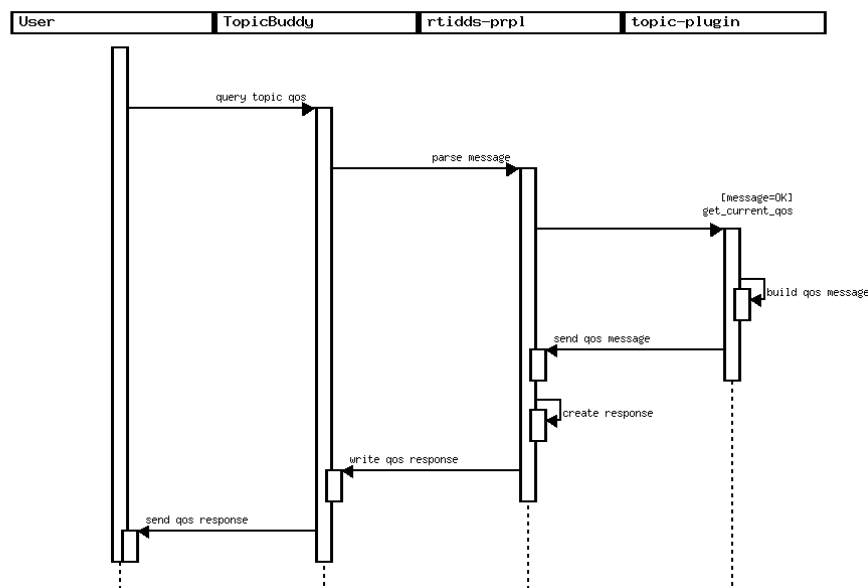 User
TopicBuddy
rtidds-prpl
topic-plugin
query topic qos
parse message
[message=OK]
get_current_qos
build qos message
send qos message
create response
write qos response
send qos response